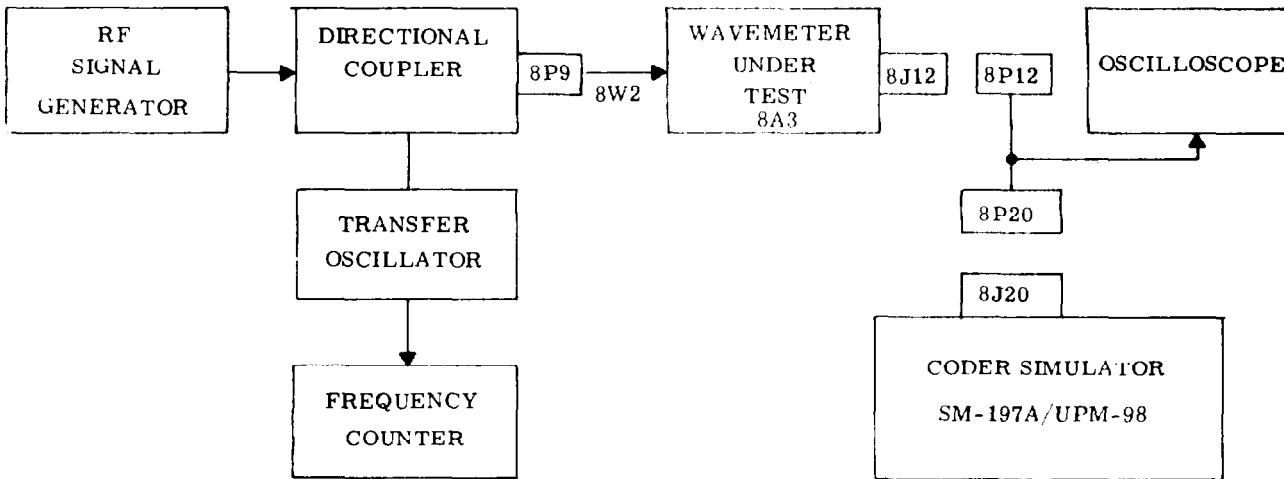 RF
SIGNAL
GENERATOR
DIRECTIONAL
COUPLER
8P9
8W2
WAVEMETER
UNDER
TEST
8A3
8J12
8P12
OSCILLOSCOPE
TRANSFER
OSCILLATOR
8P20
8J20
FREQUENCY
COUNTER
CODER SIMULATOR
SM-197A/UPM-98